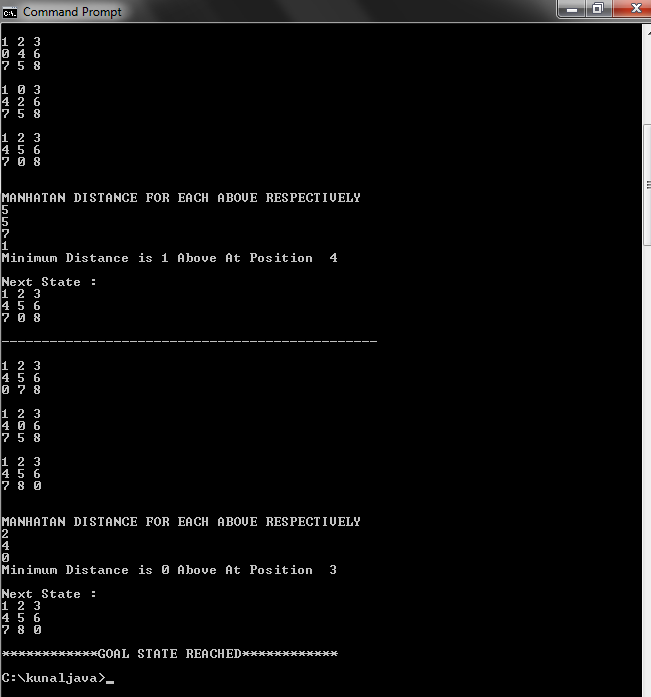 Command Prompt
1 2 3
0 4 6
7 5 8
1 0 3
4 2 6
7 5 8
1 2 3
4 5 6
7 0 8
MANHATAN DISTANCE FOR EACH ABOVE RESPECTIVELY
5
5
7
1
Minimum Distance is 1 Above At Position  4
Next State :
1 2 3
4 5 6
7 0 8
-----------------------------------------------
1 2 3
4 5 6
0 7 8
1 2 3
4 0 6
7 5 8
1 2 3
4 5 6
7 8 0
MANHATAN DISTANCE FOR EACH ABOVE RESPECTIVELY
2
4
0
Minimum Distance is 0 Above At Position  3
Next State :
1 2 3
4 5 6
7 8 0
************GOAL STATE REACHED************
C:\kunaljava>_